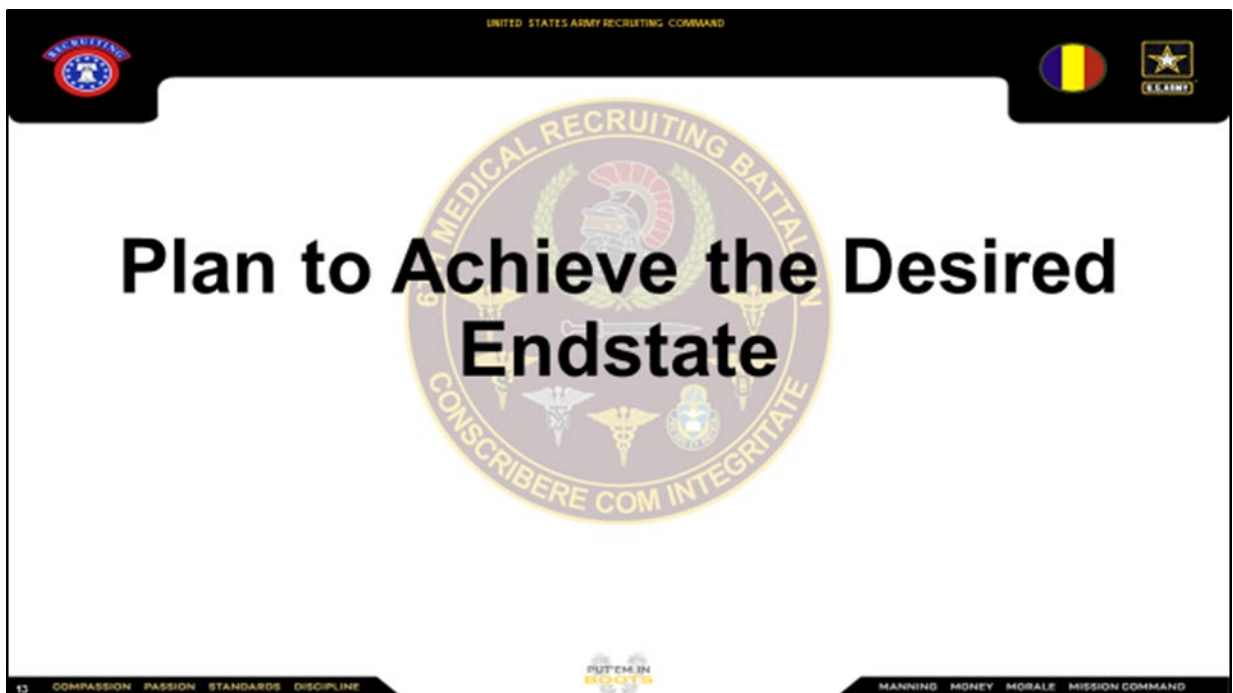 UNITED STATES ARMY RECRUITING COMMAND
RECRUITING
U.S.ARMY
MEDICAL RECRUITING BATTALION
Plan to Achieve the Desired
Endstate
CONSCRIBERE COM INTEGRITATE
PUT'EM IN
BOOTS
13 COMPASSION PASSION STANDARDS DISCIPLINE
MANNING MONEY MORALE MISSION COMMAND